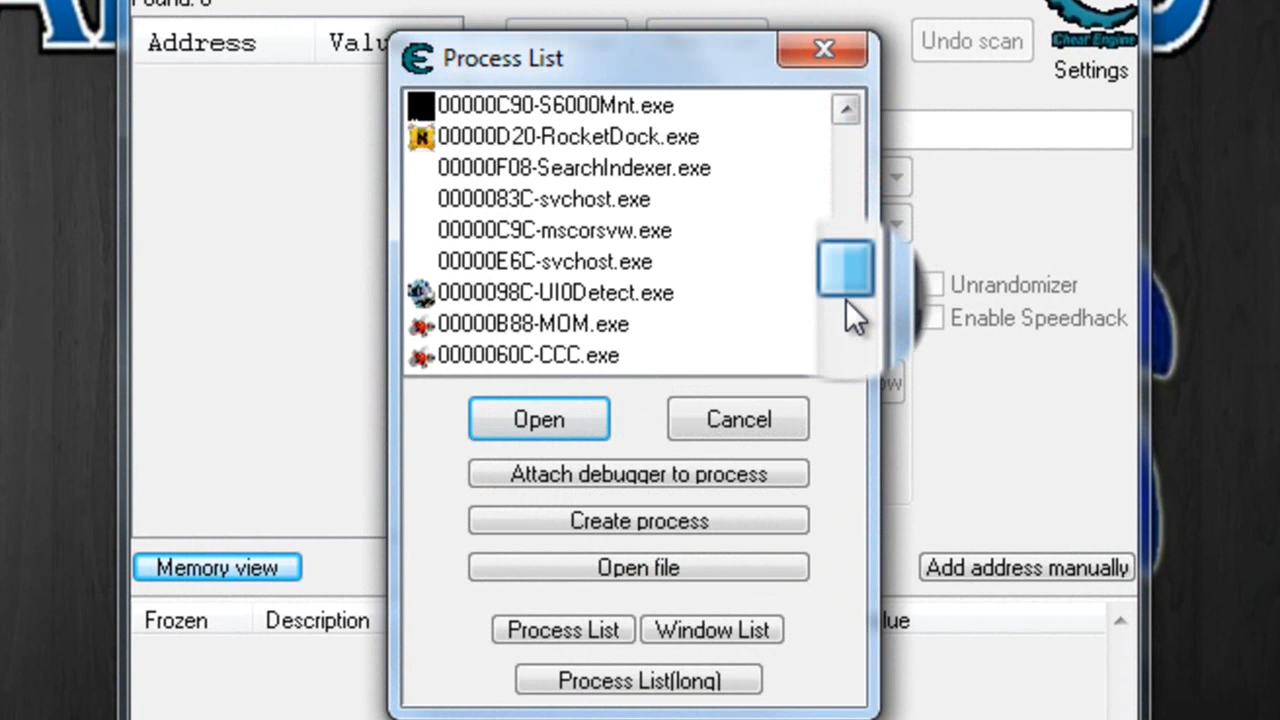 Address
Undo scan
Cheat Engine
Settings
Process List
00000C90-S6000Mnt.exe
00000D20-RocketDock.exe
00000F08-SearchIndexer.exe
0000083C-svchost.exe
00000C9C-mscorsvw.exe
00000E6C-svchost.exe
0000098C-UI0Detect.exe
00000B88-MOM.exe
0000060C-CCC.exe
Unrandomizer
Enable Speedhack
Open
Cancel
Attach debugger to process
Create process
Open file
Memory view
Add address manually
Process List
Window List
Process List(long)
Frozen
Description